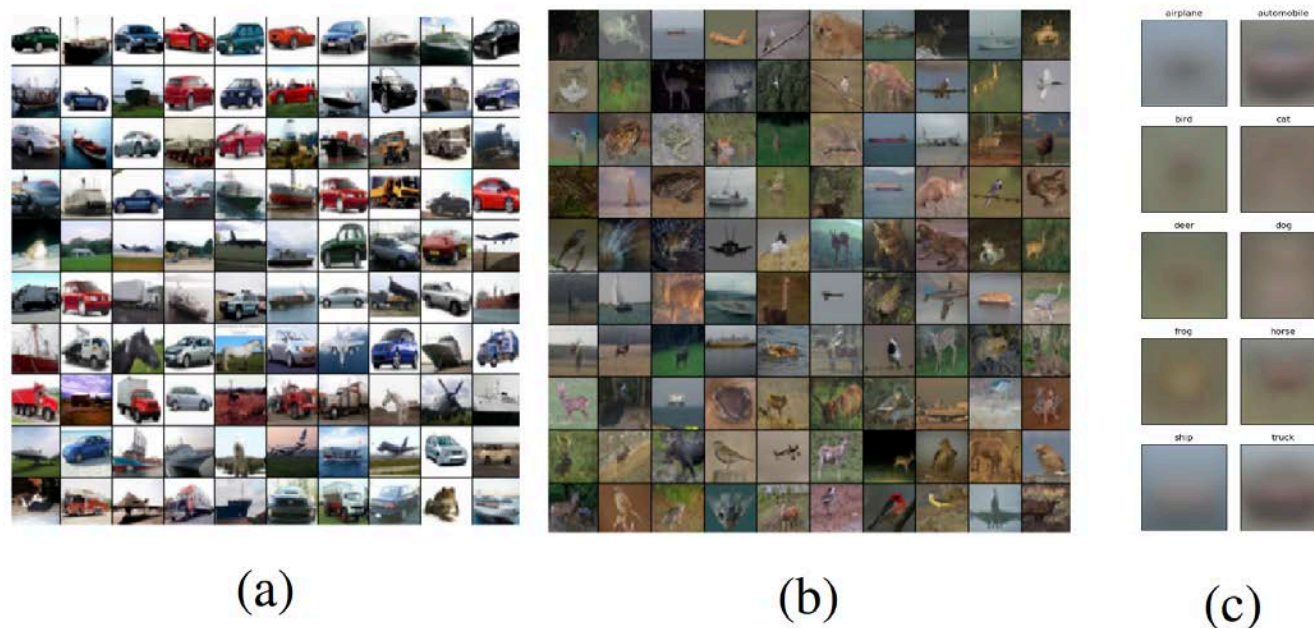 airplane automobile
bird cat
deer dog
frog horse
ship truck
(a) (b) (c)